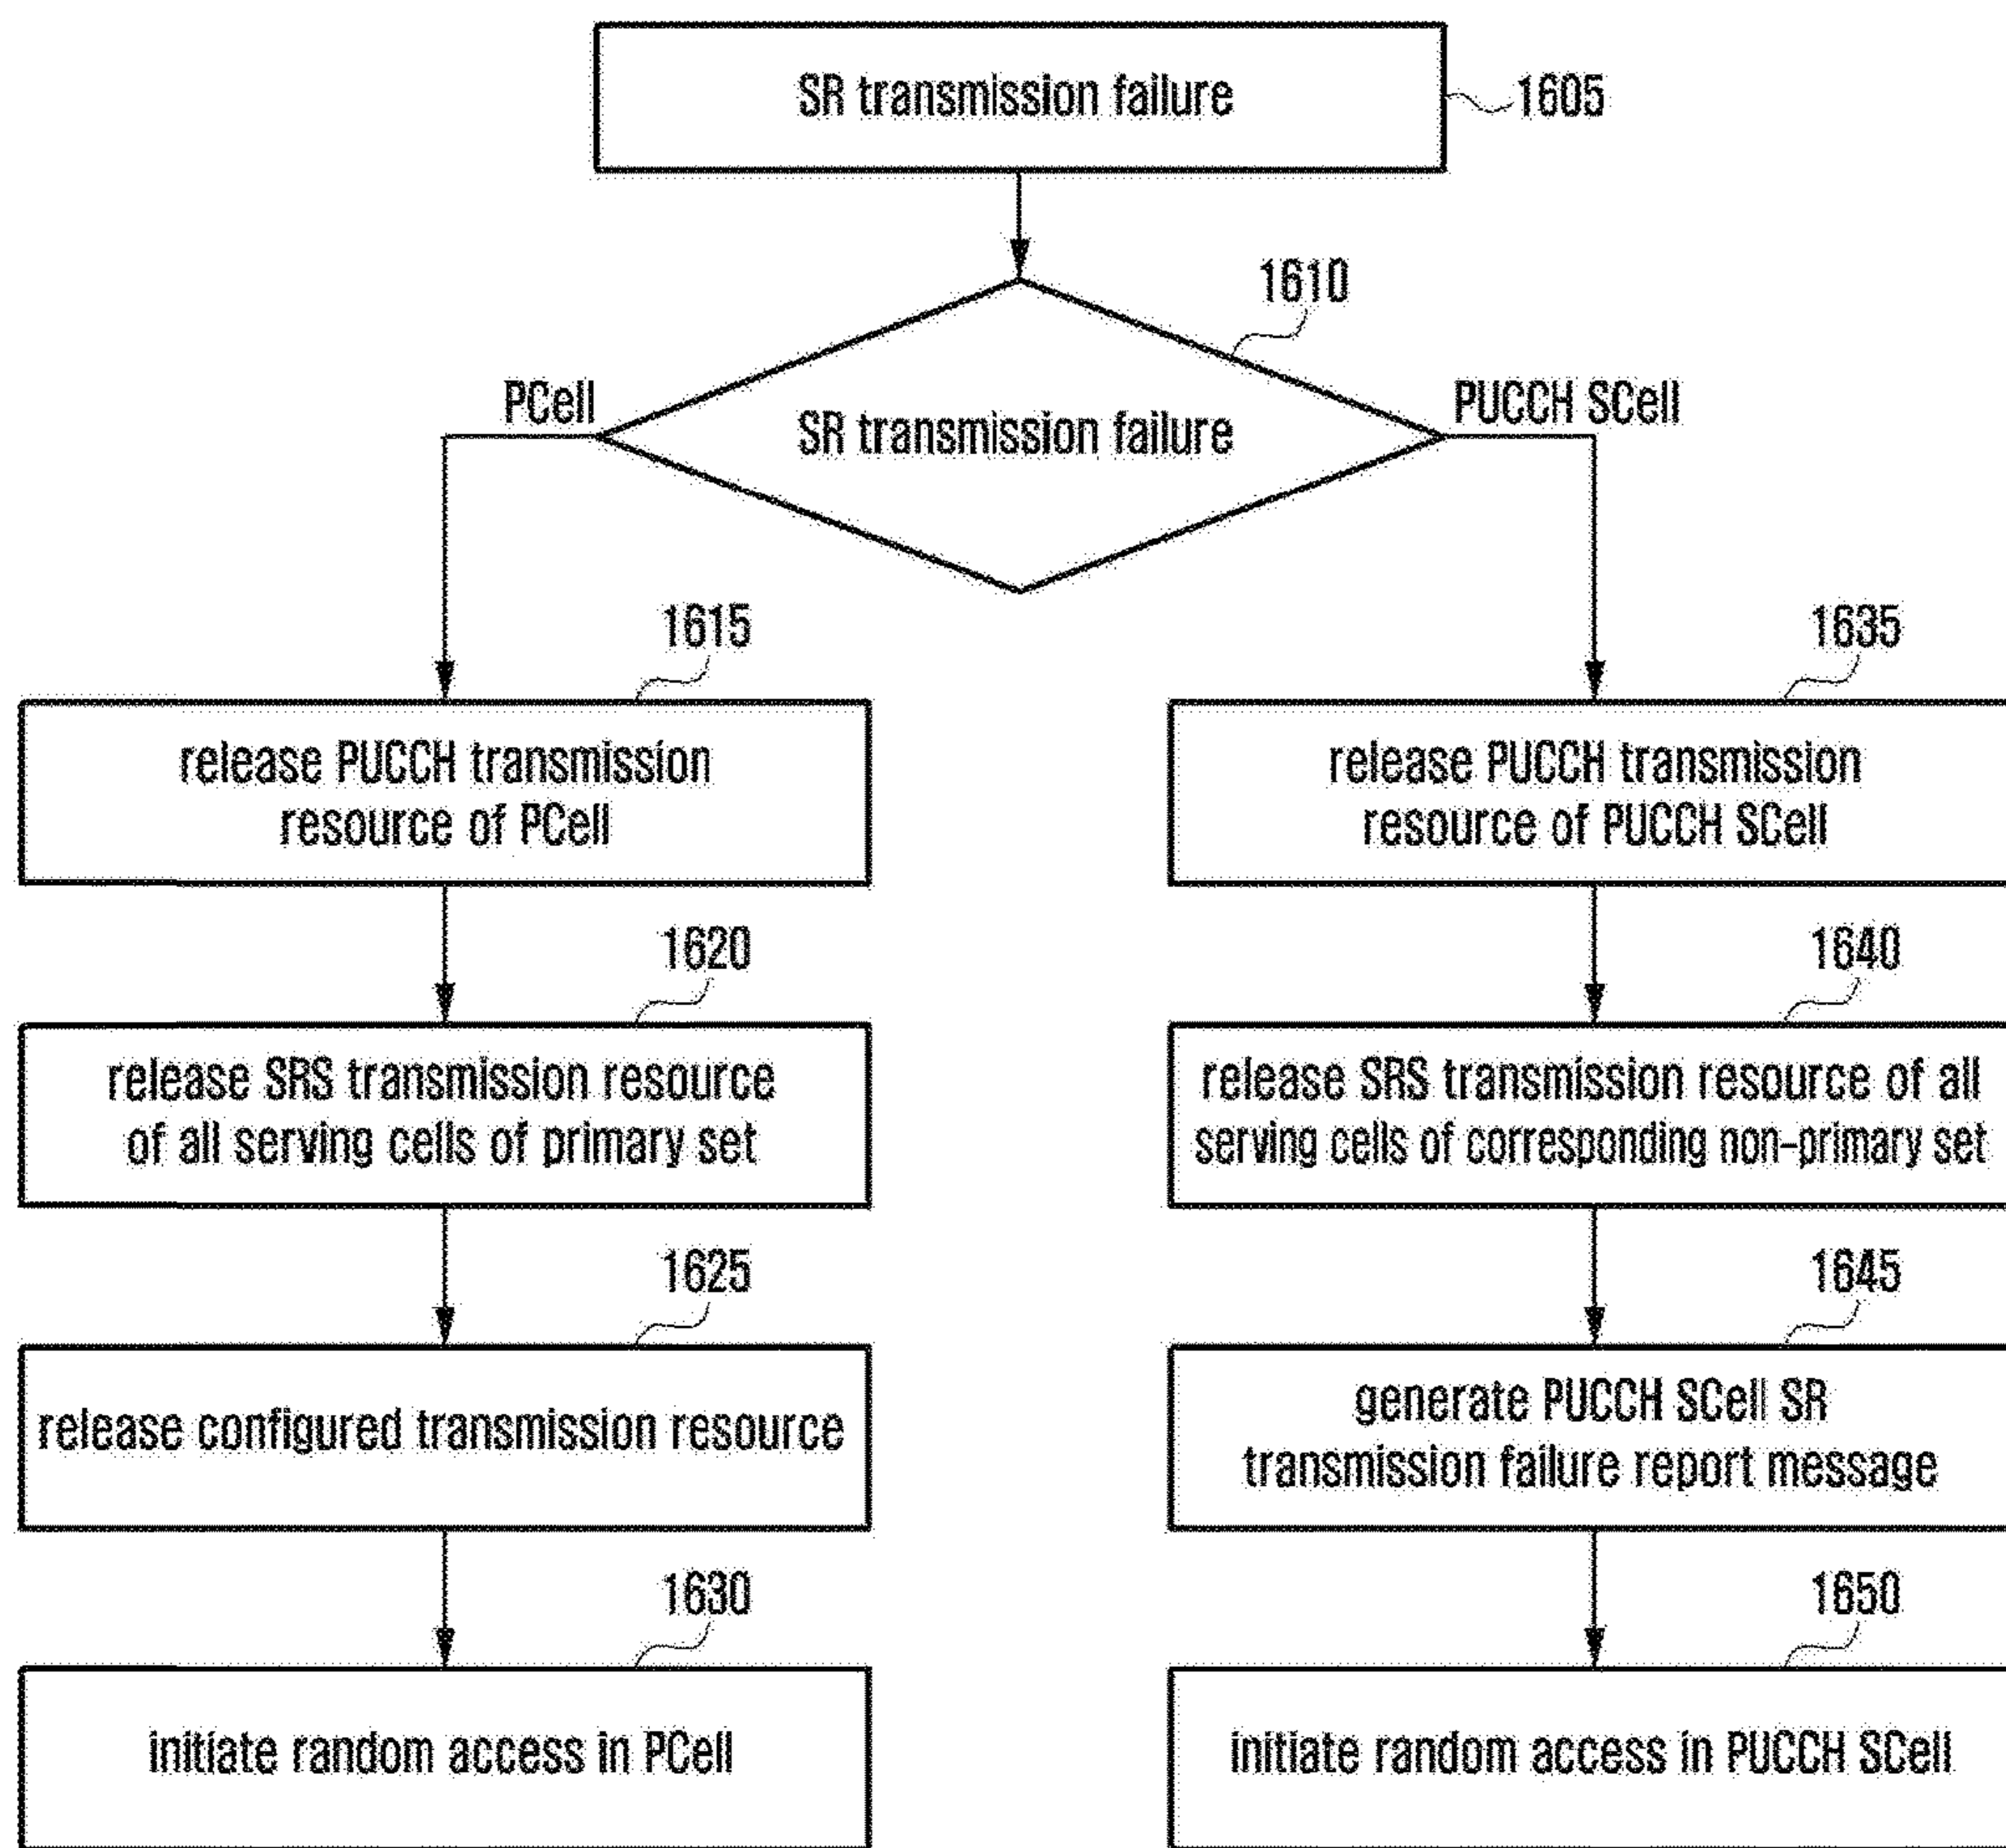 SR transmission failure
1605
1610
PCell
SR transmission failure
PUCCH SCell
1615
release PUCCH transmission
resource of PCell
1635
release PUCCH transmission
resource of PUCCH SCell
1620
release SRS transmission resource
of all serving cells of primary set
1640
release SRS transmission resource of all
serving cells of corresponding non-primary set
1625
release configured transmission resource
1645
generate PUCCH SCell SR
transmission failure report message
1630
initiate random access in PCell
1650
initiate random access in PUCCH SCell